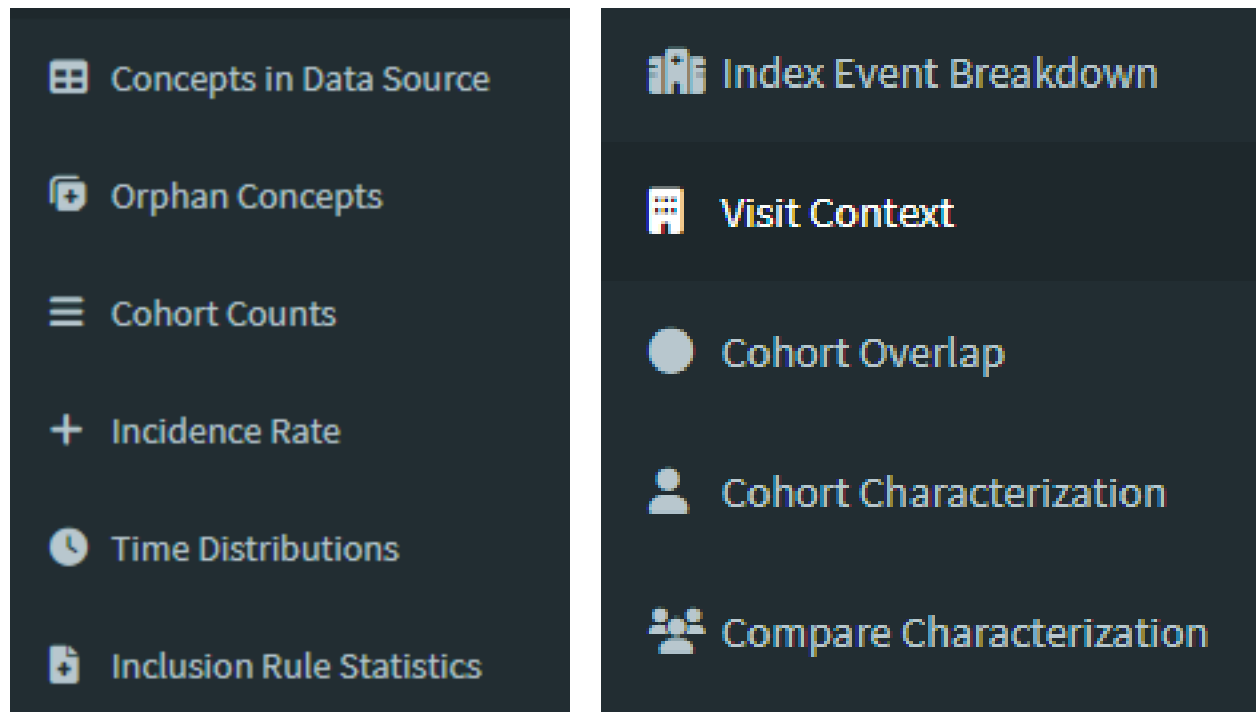 Concepts in Data Source
Orphan Concepts
Cohort Counts
Incidence Rate
Time Distributions
Inclusion Rule Statistics
Index Event Breakdown
Visit Context
Cohort Overlap
Cohort Characterization
Compare Characterization